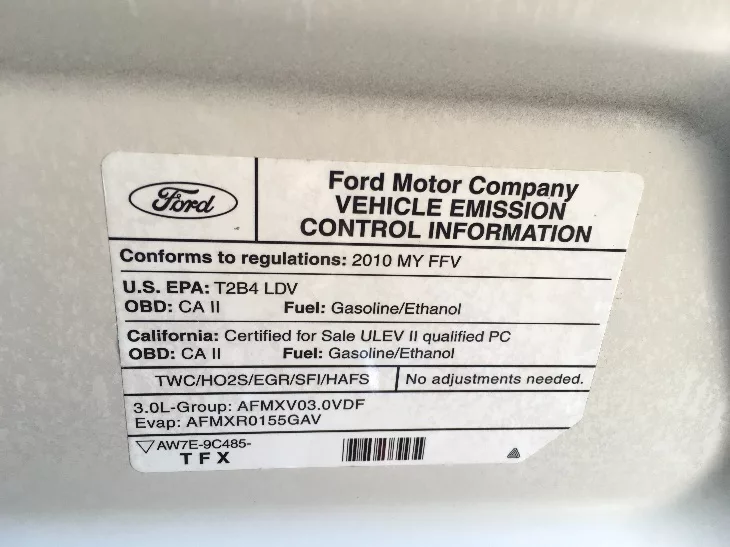 Ford
Ford Motor Company
VEHICLE EMISSION
CONTROL INFORMATION
Conforms to regulations: 2010 MY FFV
U.S. EPA: T2B4 LDV
OBD: CA II Fuel: Gasoline/Ethanol
California: Certified for Sale ULEV II qualified PC
OBD: CA II Fuel: Gasoline/Ethanol
TWC/HO2S/EGR/SFI/HAFS No adjustments needed.
3.0L-Group: AFMXV03.0VDF
Evap: AFMXR0155GAV
AW7E-9C485-
TFX